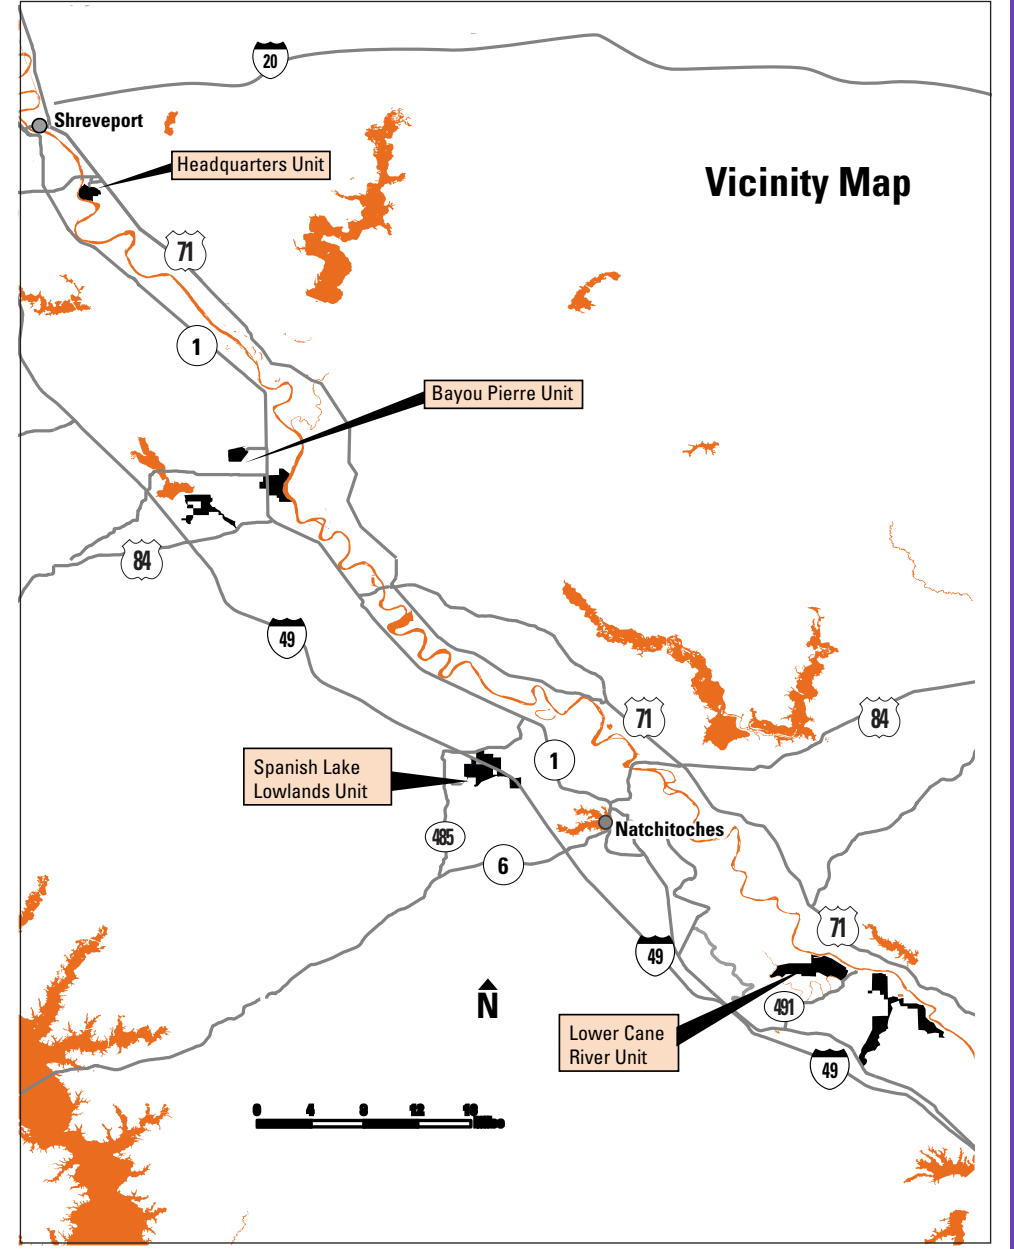 20
Shreveport
Headquarters Unit
Vicinity Map
71
1
Bayou Pierre Unit
84
49
71
84
Spanish Lake
Lowlands Unit
1
Natchitoches
485
6
71
49
N
491
Lower Cane
River Unit
49
0 4 8 12 16